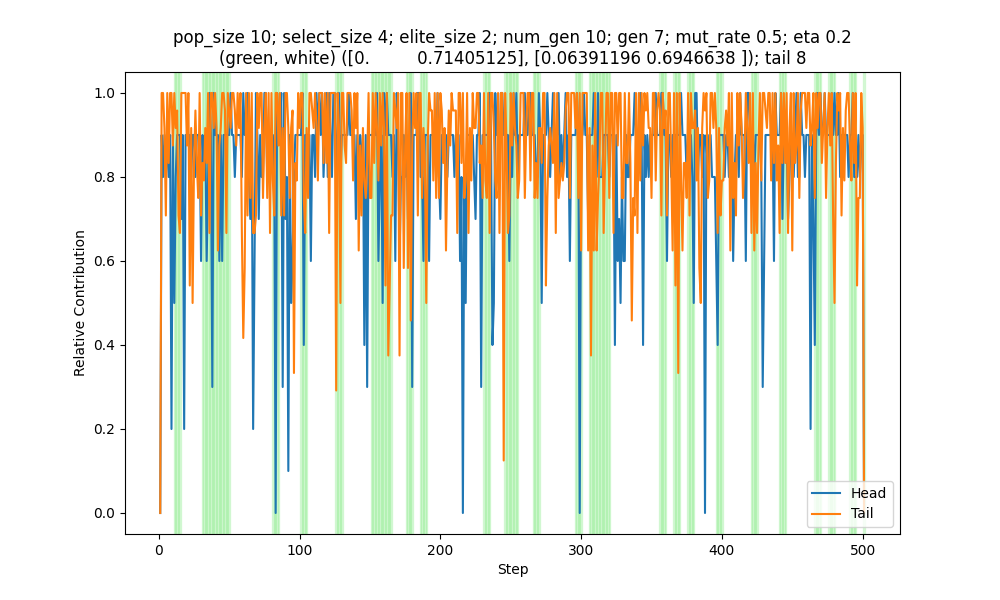 pop_size 10; select_size 4; elite_size 2; num_gen 10; gen 7; mut_rate 0.5; eta 0.2
(green, white) ([0.         0.71405125], [0.06391196 0.6946638 ]); tail 8
1.0
0.8
0.6
0.4
0.2
0.0
Relative Contribution
Head
Tail
0
100
200
300
400
500
Step